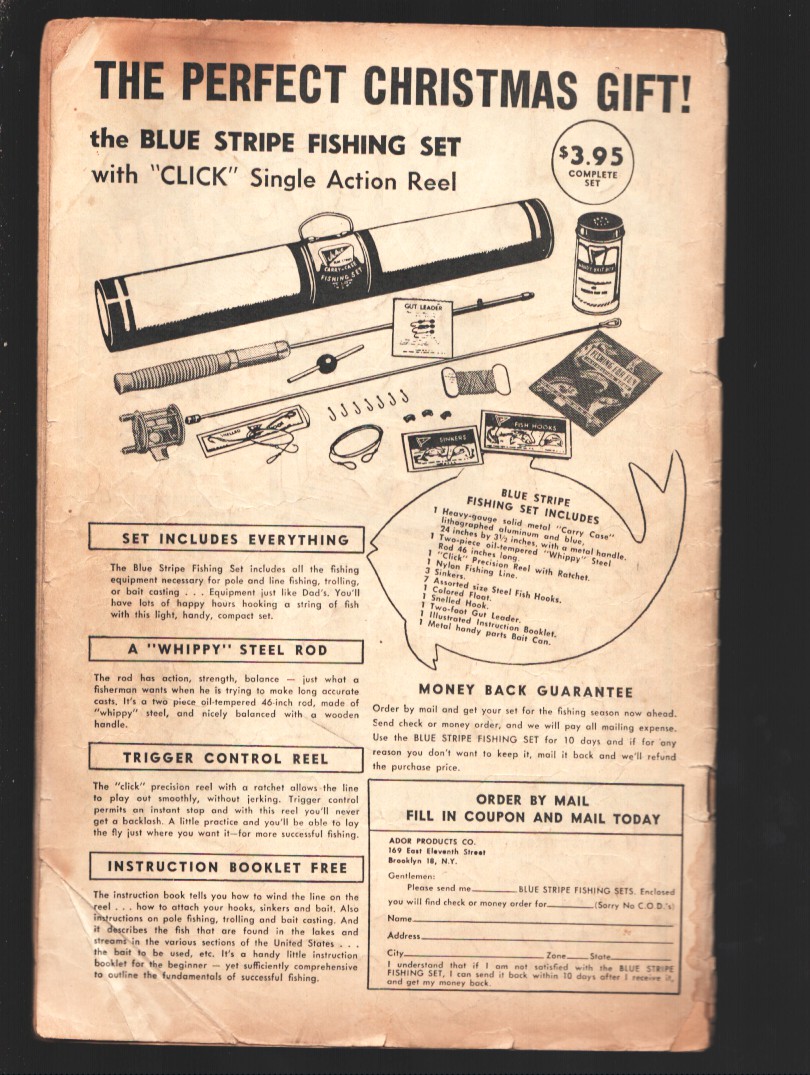 THE PERFECT CHRISTMAS GIFT!
the BLUE STRIPE FISHING SET
with "CLICK" Single Action Reel
$3.95
COMPLETE
SET
CARRY-CASE
FISHING SET
GUT LEADER
SINKERS
FISH HOOKS
SET INCLUDES EVERYTHING
The Blue Stripe Fishing Set includes all the fishing
equipment necessary for pole and line fishing, trolling,
or bait casting . . . Equipment just like Dad's. You'll
have lots of happy hours hooking a string of fish
with this light, handy, compact set.
A "WHIPPY" STEEL ROD
The rod has action, strength, balance — just what a
fisherman wants when he is trying to make long accurate
casts. It's a two piece oil-tempered 46-inch rod, made of
"whippy" steel, and nicely balanced with a wooden
handle.
TRIGGER CONTROL REEL
The "click" precision reel with a ratchet allows the line
to play out smoothly, without jerking. Trigger control
permits an instant stop and with this reel you'll never
get a backlash. A little practice and you'll be able to lay
the fly just where you want it—for more successful fishing.
INSTRUCTION BOOKLET FREE
The instruction book tells you how to wind the line on the
reel . . . how to attach your hooks, sinkers and bait. Also
instructions on pole fishing, trolling and bait casting. And
it describes the fish that are found in the lakes and
streams in the various sections of the United States . . .
the bait to be used, etc. It's a handy little instruction
booklet for the beginner — yet sufficiently comprehensive
to outline the fundamentals of successful fishing.
BLUE STRIPE
FISHING SET INCLUDES
1 Heavy-gauge solid metal "Carry Case"
lithographed aluminum and blue,
24 inches by 3½ inches, with a metal handle.
1 Two-piece oil-tempered "Whippy" Steel
Rod 46 inches long.
1 "Click" Precision Reel with Ratchet.
1 Nylon Fishing Line.
3 Sinkers.
7 Assorted size Steel Fish Hooks.
1 Colored Float.
1 Snelled Hook.
1 Two-foot Gut Leader.
1 Illustrated Instruction Booklet.
1 Metal handy parts Bait Can.
MONEY BACK GUARANTEE
Order by mail and get your set for the fishing season now ahead.
Send check or money order, and we will pay all mailing expense.
Use the BLUE STRIPE FISHING SET for 10 days and if for any
reason you don't want to keep it, mail it back and we'll refund
the purchase price.
ORDER BY MAIL
FILL IN COUPON AND MAIL TODAY
ADOR PRODUCTS CO.
169 East Eleventh Street
Brooklyn 18, N.Y.
Gentlemen:
Please send me________ BLUE STRIPE FISHING SETS. Enclosed
you will find check or money order for________(Sorry No C.O.D.'s)
Name
Address
City________Zone____State________
I understand that if I am not satisfied with the BLUE STRIPE
FISHING SET, I can send it back within 10 days after I receive it,
and get my money back.